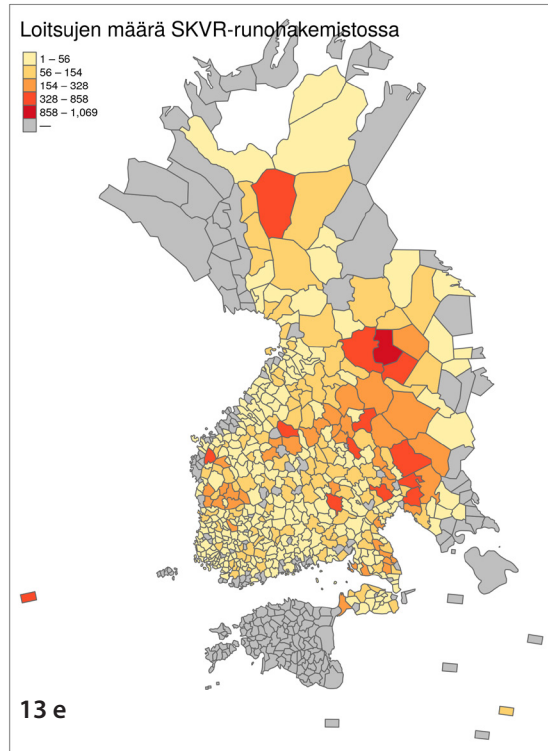 Loitsujen määrä SKVR-runohakemistossa
1 – 56
56 – 154
154 – 328
328 – 858
858 – 1,069
—
13 e